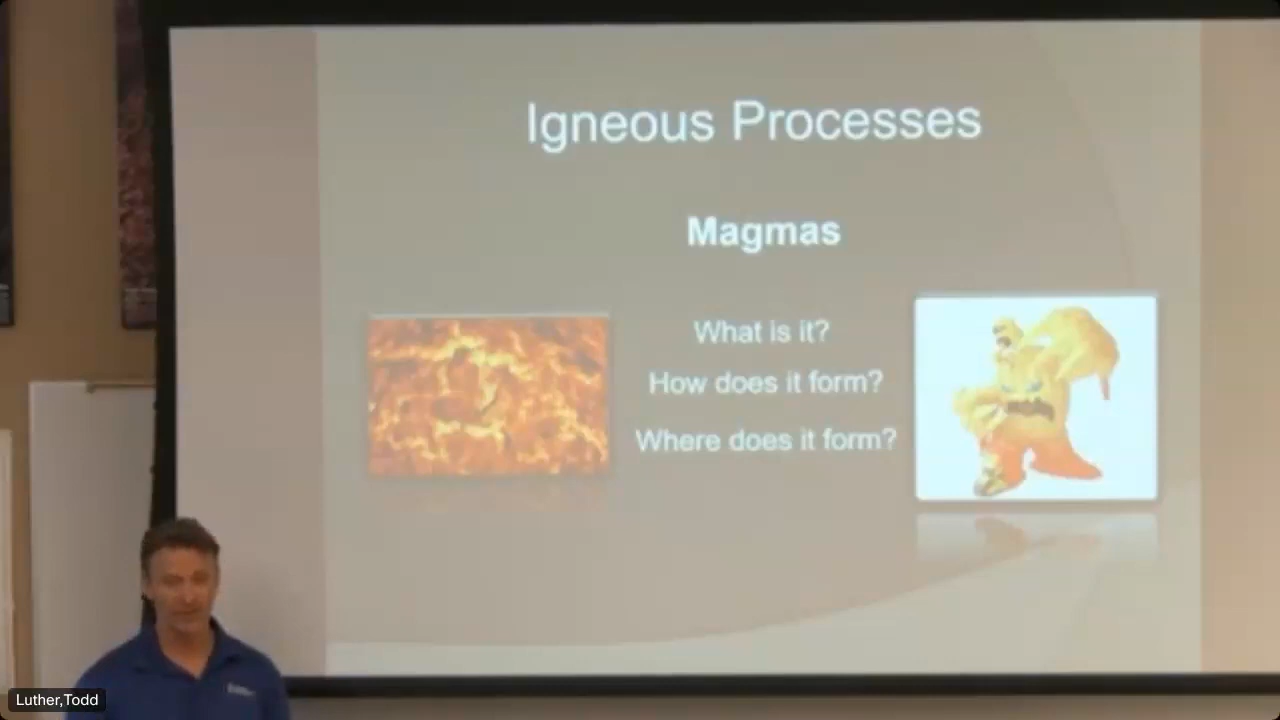 Igneous Processes
Magmas
What is it?
How does it form?
Where does it form?
Luther,Todd